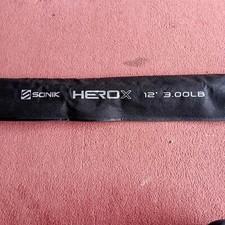 SONIK HEROX 12' 3.00LB